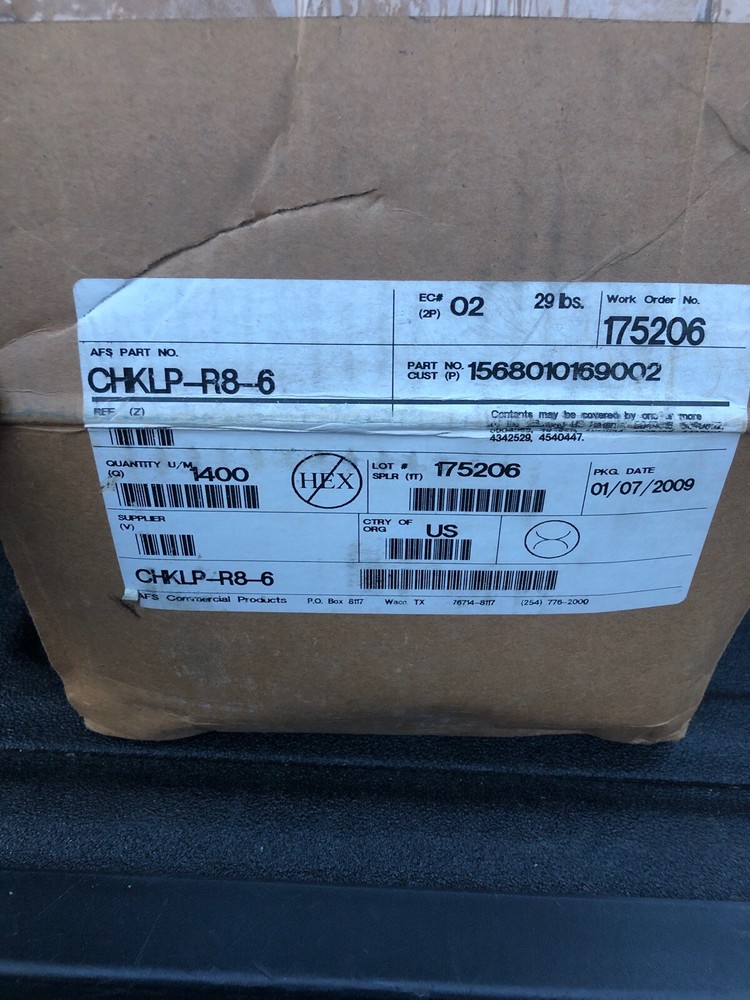 EC#
(2P) 02
29 lbs.
Work Order No.
175206
AFS PART NO.
CHKLP-R8-6
PART NO.
CUST (P) 1568010169002
REF (Z)
Contents may be covered by one or more
4342529, 4540447.
QUANTITY U/M
(Q) 1400
HEX
LOT #
SPLR (1T) 175206
PKG DATE
01/07/2009
SUPPLIER
(V)
CTRY OF
ORG US
CHKLP-R8-6
AFS Commercial Products P.O. Box 8117 Waco, TX 76714-8117 (254) 776-2000